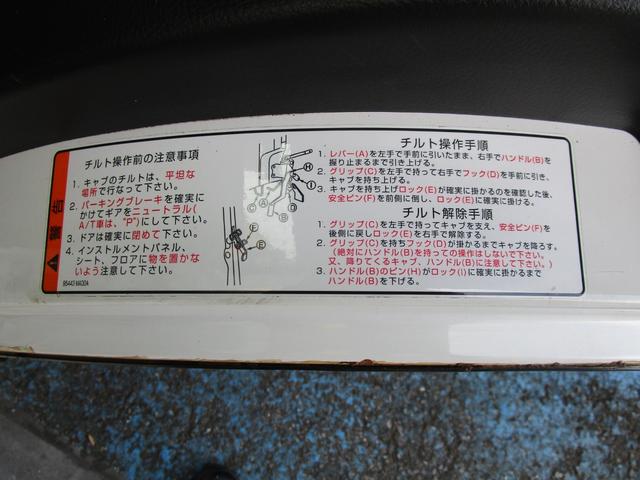 警告
チルト操作前の注意事項
1. キャブのチルトは、平坦な
場所で行なって下さい。
2. パーキングブレーキを確実に
かけてギアをニュートラル(
A/T車は、"P")にして下さい。
3. ドアは確実に閉めて下さい。
4. インストルメントパネル、
シート、フロアに物を置かな
いよう注意して下さい。
95443 MA00A
チルト操作手順
1. レバー(A)を左手で手前に引いたまま、右手でハンドル(B)を
握り止まるまで引き上げる。
2. グリップ(C)を左手で持って右手でフック(D)を手前に引き、
キャブを持ち上げる。
3. キャブを持ち上げロック(E)が確実に掛かるのを確認した後、
安全ピン(F)を前側に倒し、ロック(E)に確実に掛ける。
チルト解除手順
1. グリップ(C)を左手で持ってキャブを支え、安全ピン(F)を
後側に戻しロック(E)を右手で解除する。
2. グリップ(C)を持ちフック(D)が掛かるまでキャブを降ろす。
(絶対にハンドル(B)を持っての操作はしないで下さい。
又、降りてくるキャブ、ハンドル(B)に注意して下さい。)
3. ハンドル(B)のピン(H)がロック(I)に確実に掛かるまで
ハンドル(B)を下げる。
H
I
C
A
D
B
F
E